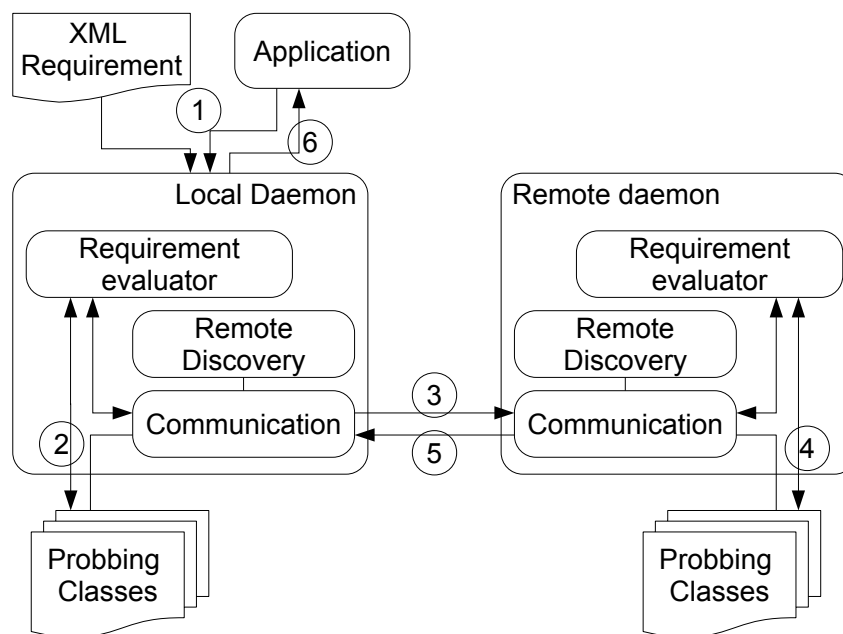 XML
Requirement
Application
1
6
Local Daemon
Remote daemon
Requirement
evaluator
Requirement
evaluator
Remote
Discovery
Remote
Discovery
3
Communication
Communication
2
5
4
Probbing
Classes
Probbing
Classes